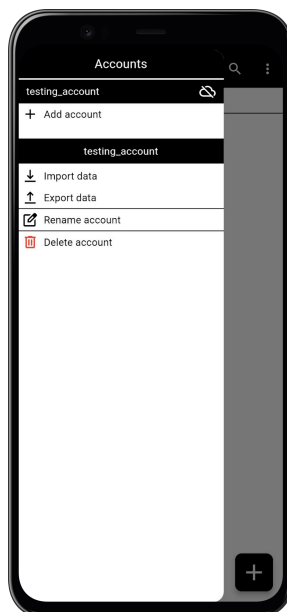 Accounts
testing_account
Add account
testing_account
Import data
Export data
Rename account
Delete account